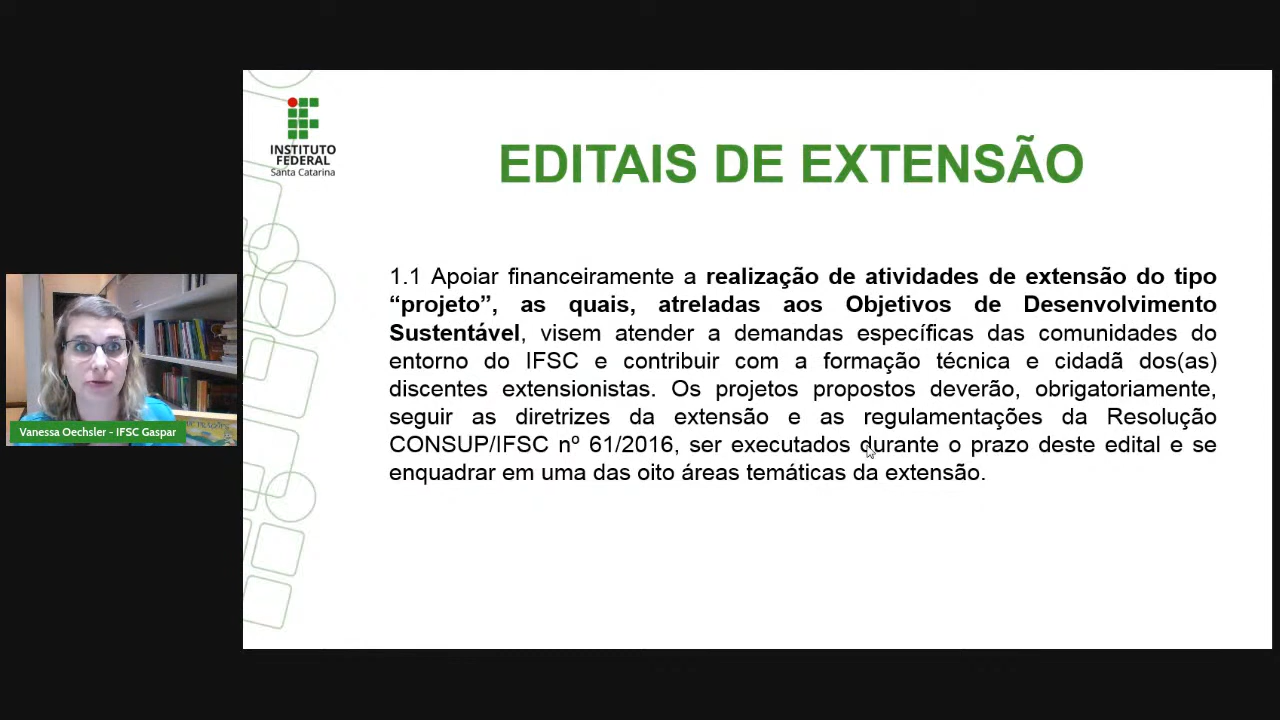 INSTITUTO
FEDERAL
Santa Catarina
EDITAIS DE EXTENSÃO
1.1 Apoiar financeiramente a realização de atividades de extensão do tipo
“projeto”, as quais, atreladas aos Objetivos de Desenvolvimento
Sustentável, visem atender a demandas específicas das comunidades do
entorno do IFSC e contribuir com a formação técnica e cidadã dos(as)
discentes extensionistas. Os projetos propostos deverão, obrigatoriamente,
seguir as diretrizes da extensão e as regulamentações da Resolução
CONSUP/IFSC nº 61/2016, ser executados durante o prazo deste edital e se
enquadrar em uma das oito áreas temáticas da extensão.
Vanessa Oechsler - IFSC Gaspar